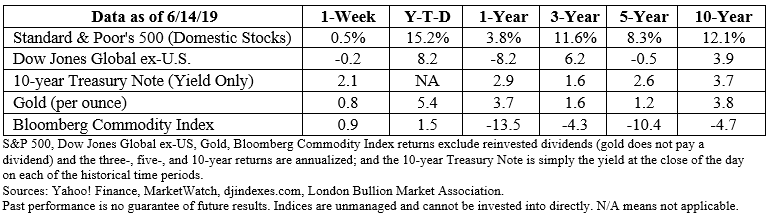 Data as of 6/14/19 1-Week Y-T-D 1-Year 3-Year 5-Year 10-Year
Standard & Poor's 500 (Domestic Stocks) 0.5% 15.2% 3.8% 11.6% 8.3% 12.1%
Dow Jones Global ex-U.S. -0.2 8.2 -8.2 6.2 -0.5 3.9
10-year Treasury Note (Yield Only) 2.1 NA 2.9 1.6 2.6 3.7
Gold (per ounce) 0.8 5.4 3.7 1.6 1.2 3.8
Bloomberg Commodity Index 0.9 1.5 -13.5 -4.3 -10.4 -4.7
S&P 500, Dow Jones Global ex-US, Gold, Bloomberg Commodity Index returns exclude reinvested dividends (gold does not pay a
dividend) and the three-, five-, and 10-year returns are annualized; and the 10-year Treasury Note is simply the yield at the close of the day
on each of the historical time periods.
Sources: Yahoo! Finance, MarketWatch, djindexes.com, London Bullion Market Association.
Past performance is no guarantee of future results. Indices are unmanaged and cannot be invested into directly. N/A means not applicable.